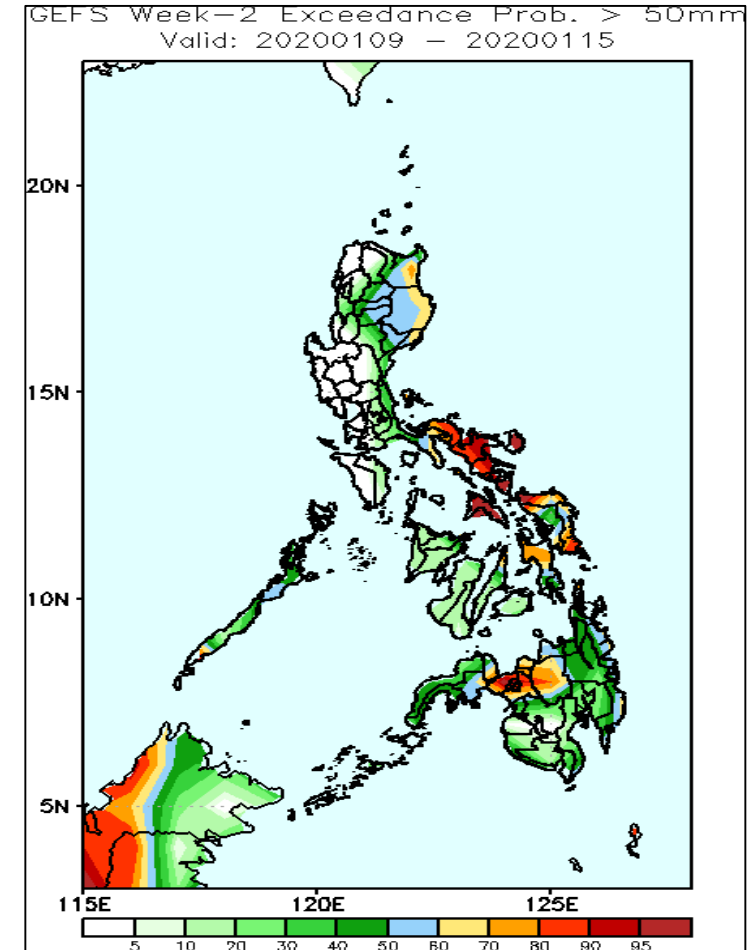 GEFS Week-2 Exceedance Prob. > 50mm
Valid: 20200109 - 20200115
20N
15N
10N
5N
115E 120E 125E
5 10 20 30 40 50 60 70 80 90 95